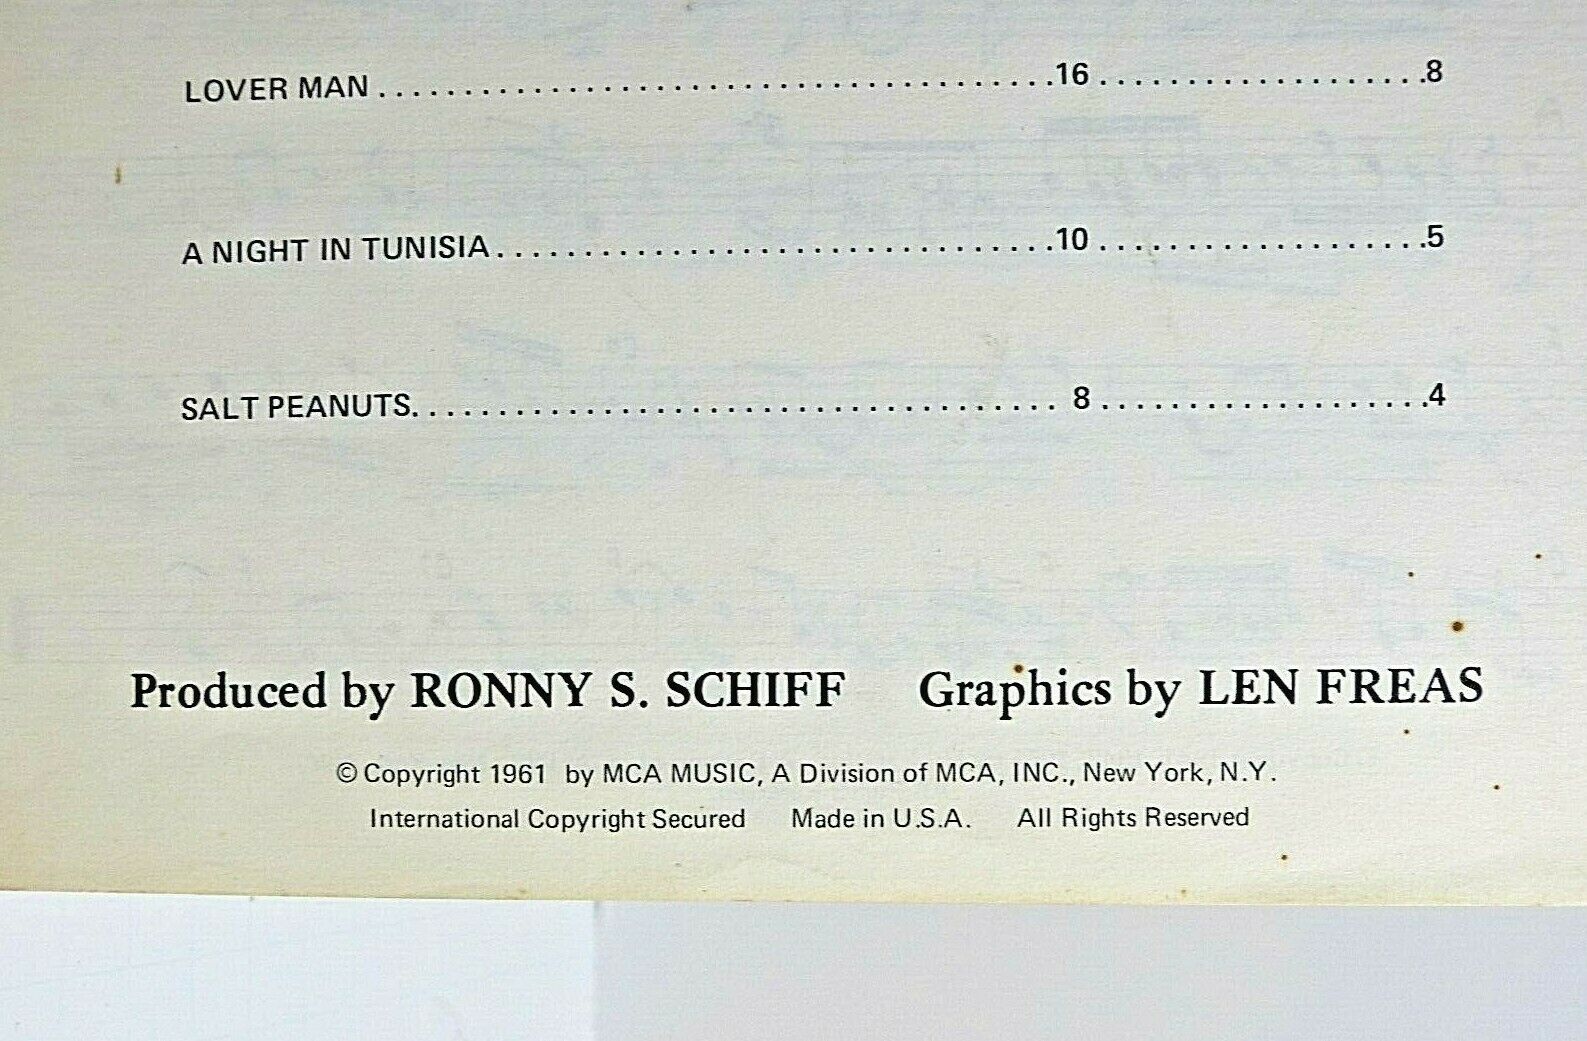 LOVER MAN . . . . . . . . . . . . . . . . . . . . . . . . . . . . . . . . . . . . . . . .16 . . . . . . . . . . . . . . . . . . .8
A NIGHT IN TUNISIA. . . . . . . . . . . . . . . . . . . . . . . . . . . . . . . . .10 . . . . . . . . . . . . . . . . . . .5
SALT PEANUTS. . . . . . . . . . . . . . . . . . . . . . . . . . . . . . . . . . . . . . 8 . . . . . . . . . . . . . . . . . . .4
Produced by RONNY S. SCHIFF Graphics by LEN FREAS
© Copyright 1961 by MCA MUSIC, A Division of MCA, INC., New York, N.Y.
International Copyright Secured Made in U.S.A. All Rights Reserved